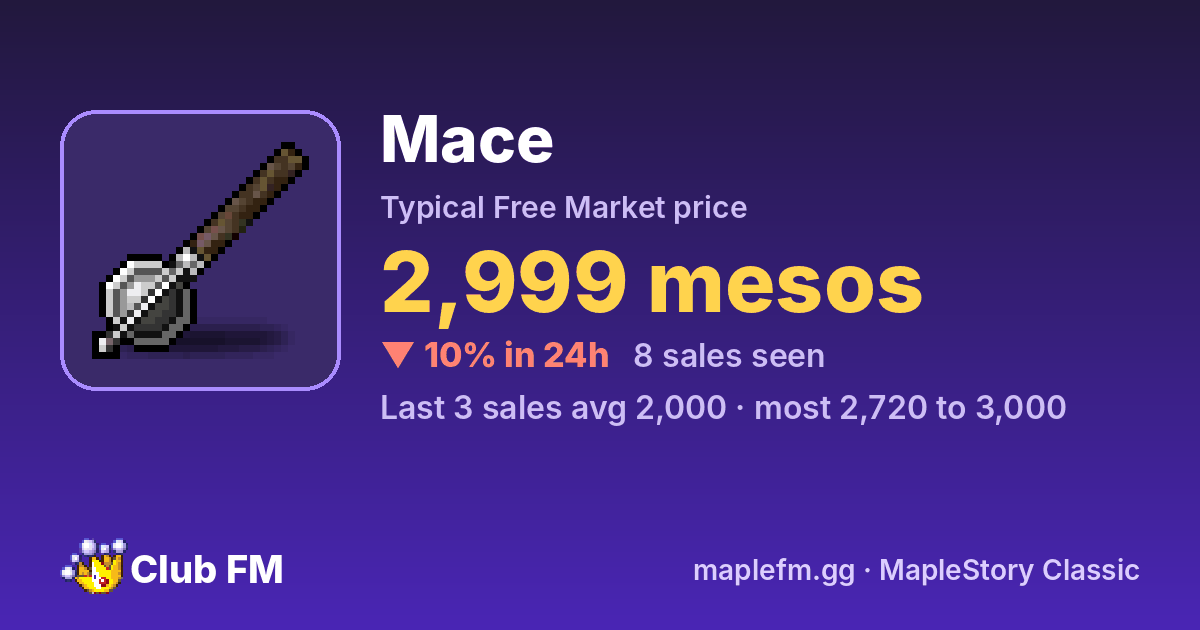 Mace
Typical Free Market price
2,999 mesos
▼ 10% in 24h 8 sales seen
Last 3 sales avg 2,000 · most 2,720 to 3,000
Club FM
maplefm.gg · MapleStory Classic